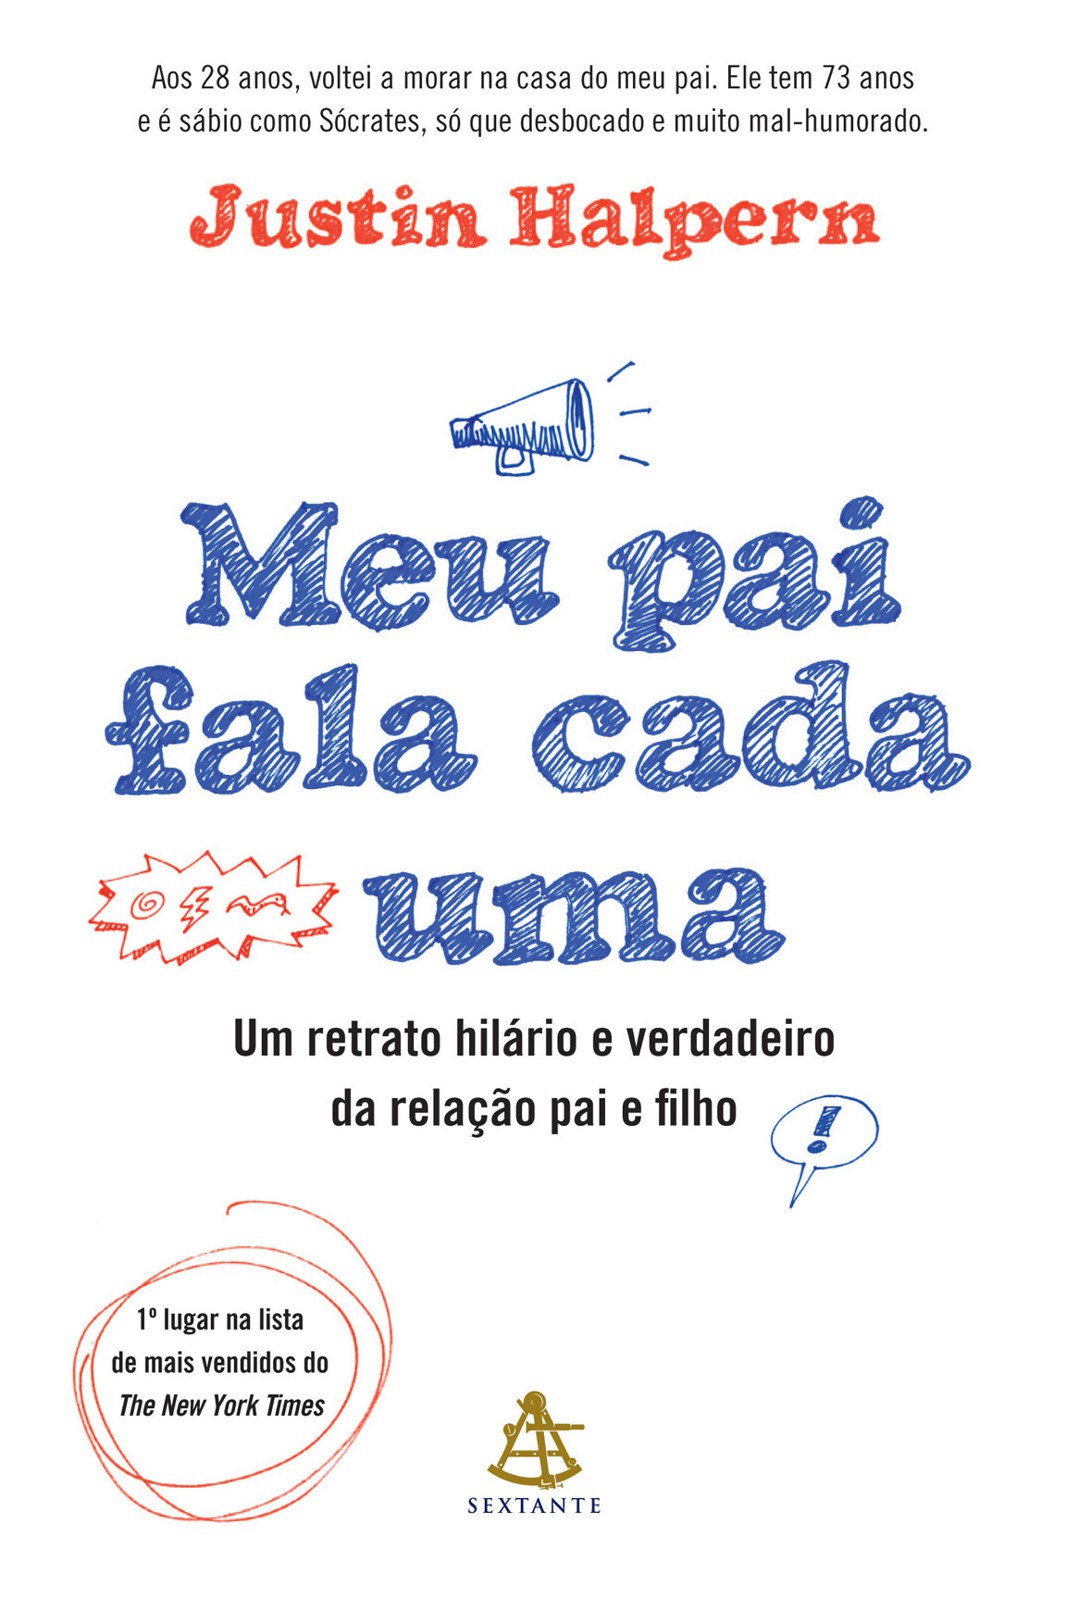 Aos 28 anos, voltei a morar na casa do meu pai. Ele tem 73 anos
e é sábio como Sócrates, só que desbocado e muito mal-humorado.
Justin Halpern
Meu pai
fala cada
uma
Um retrato hilário e verdadeiro
da relação pai e filho
!
1º lugar na lista
de mais vendidos do
The New York Times
SEXTANTE